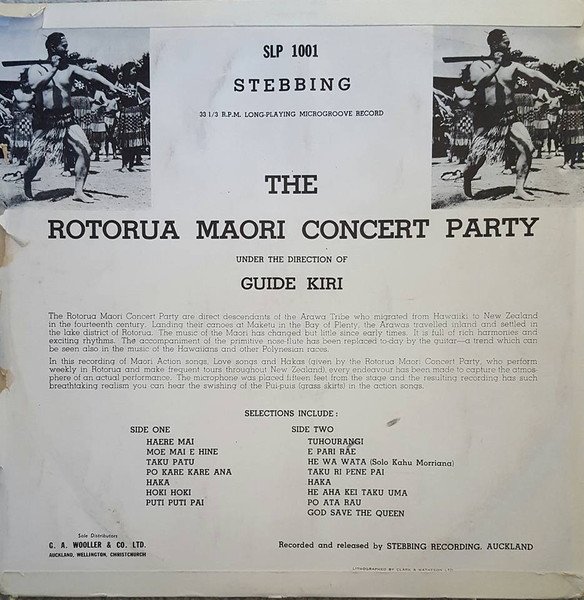 SLP 1001
STEBBING
33 1/3 R.P.M. LONG-PLAYING MICROGROOVE RECORD
THE
ROTORUA MAORI CONCERT PARTY
UNDER THE DIRECTION OF
GUIDE KIRI
The Rotorua Maori Concert Party are direct descendants of the Arawa Tribe who migrated from Hawaiiki to New Zealand
in the fourteenth century. Landing their canoes at Maketu in the Bay of Plenty, the Arawas travelled inland and settled in
the lake district of Rotorua. The music of the Maori has changed but little since early times. It is full of rich harmonies and
exciting rhythms. The accompaniment of the primitive nose-flute has been replaced to-day by the guitar—a trend which can
be seen also in the music of the Hawaiians and other Polynesian races.
In this recording of Maori Action songs, Love songs and Hakas (given by the Rotorua Maori Concert Party, who perform
weekly in Rotorua and make frequent tours throughout New Zealand), every endeavour has been made to capture the atmos-
phere of an actual performance. The microphone was placed fifteen feet from the stage and the resulting recording has such
breathtaking realism you can hear the swishing of the Pui-puis (grass skirts) in the action songs.
SELECTIONS INCLUDE :
SIDE ONE
HAERE MAI
MOE MAI E HINE
TAKU PATU
PO KARE KARE ANA
HAKA
HOKI HOKI
PUTI PUTI PAI
SIDE TWO
TUHOURANGI
E PARI RAE
HE WA WATA (Solo Kahu Morriana)
TAKU RI PENE PAI
HAKA
HE AHA KEI TAKU UMA
PO ATA RAU
GOD SAVE THE QUEEN
Sole Distributors
G. A. WOOLLER & CO. LTD.
AUCKLAND, WELLINGTON, CHRISTCHURCH
Recorded and released by STEBBING RECORDING. AUCKLAND
LITHOGRAPHED BY CLARK & MATHESON LTD.